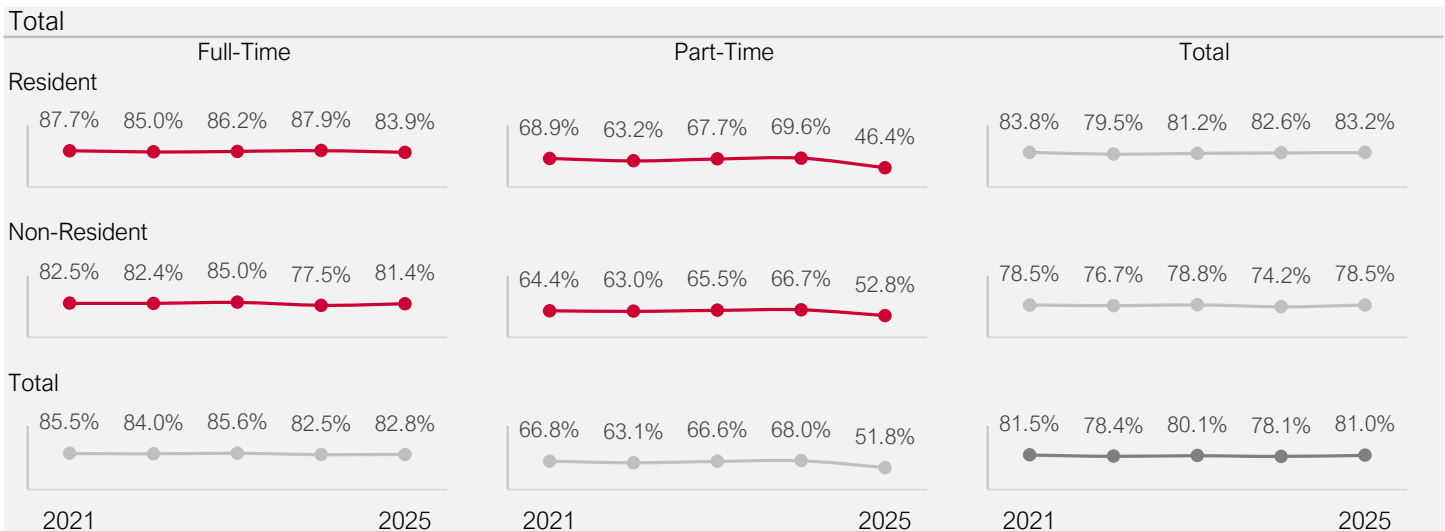 Total
Full-Time Part-Time Total
Resident
87.7% 85.0% 86.2% 87.9% 83.9% 68.9% 63.2% 67.7% 69.6% 46.4% 83.8% 79.5% 81.2% 82.6% 83.2%
Non-Resident
82.5% 82.4% 85.0% 77.5% 81.4% 64.4% 63.0% 65.5% 66.7% 52.8% 78.5% 76.7% 78.8% 74.2% 78.5%
Total
85.5% 84.0% 85.6% 82.5% 82.8% 66.8% 63.1% 66.6% 68.0% 51.8% 81.5% 78.4% 80.1% 78.1% 81.0%
2021 2025 2021 2025 2021 2025